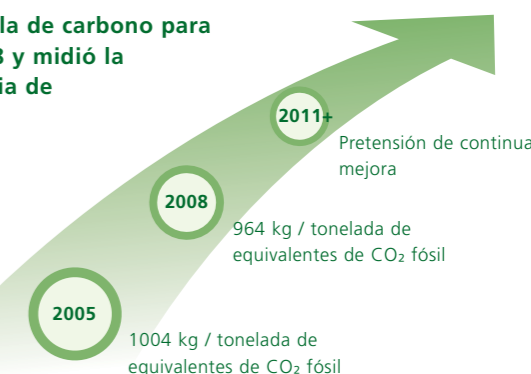 la de carbono para
y midió la
ia de
2011+
Pretensión de continua
mejora
2008
964 kg / tonelada de
equivalentes de CO₂ fósil
2005
1004 kg / tonelada de
equivalentes de CO₂ fósil